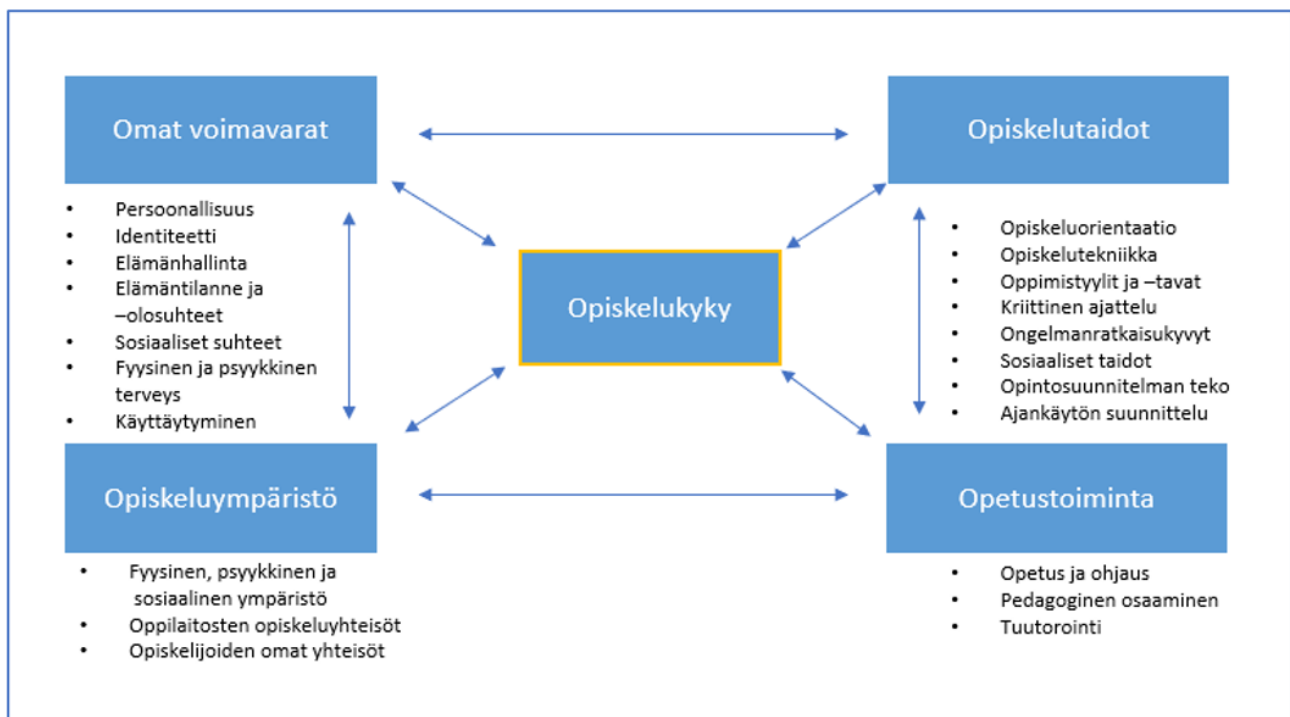 Omat voimavarat
• Persoonallisuus
• Identiteetti
• Elämänhallinta
• Elämäntilanne ja
–olosuhteet
• Sosiaaliset suhteet
• Fyysinen ja psyykkinen
terveys
• Käyttäytyminen
Opiskelutaidot
• Opiskeluorientaatio
• Opiskelutekniikka
• Oppimistyylit ja –tavat
• Kriittinen ajattelu
• Ongelmanratkaisukyvyt
• Sosiaaliset taidot
• Opintosuunnitelman teko
• Ajankäytön suunnittelu
Opiskelukyky
Opiskeluympäristö
• Fyysinen, psyykkinen ja
sosiaalinen ympäristö
• Oppilaitosten opiskeluyhteisöt
• Opiskelijoiden omat yhteisöt
Opetustoiminta
• Opetus ja ohjaus
• Pedagoginen osaaminen
• Tuutorointi